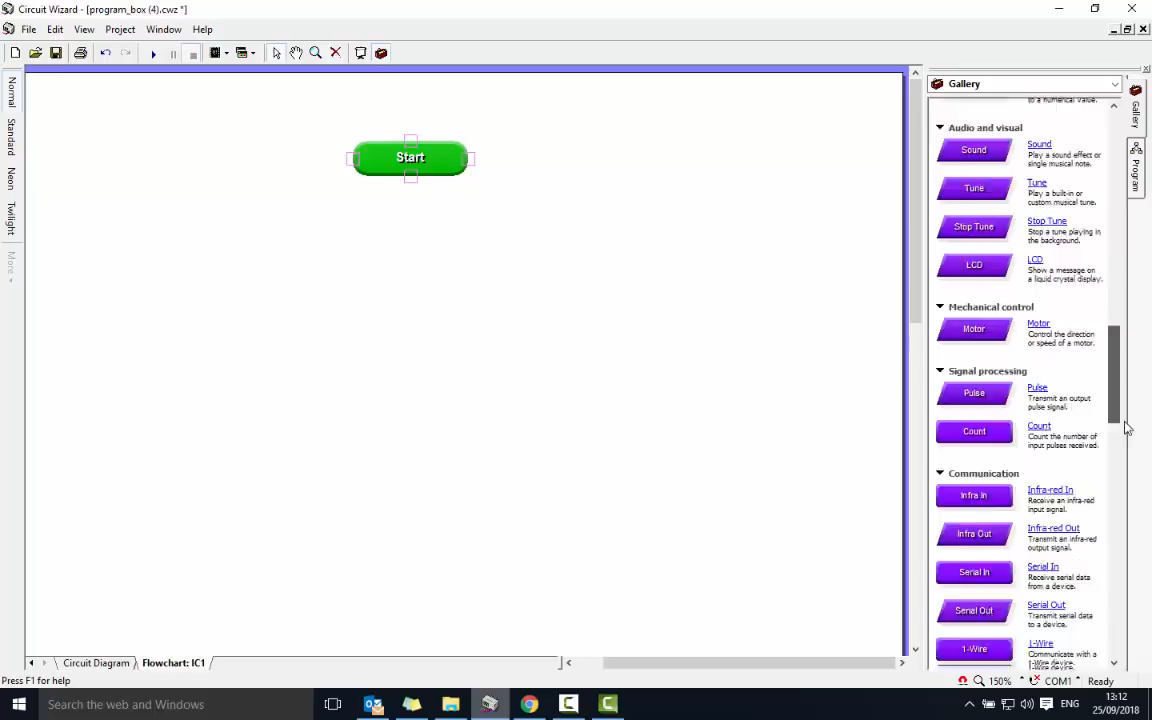 Circuit Wizard - [program_box (4).cwz *]
File Edit View Project Window Help
Normal
Standard
Neon
Twilight
More
Start
Gallery
Gallery
Program
to a numerical value.
Audio and visual
Sound
Sound
Play a sound effect or
single musical note.
Tune
Tune
Play a built-in or
custom musical tune.
Stop Tune
Stop Tune
Stop a tune playing in
the background.
LCD
LCD
Show a message on
a liquid crystal display.
Mechanical control
Motor
Motor
Control the direction
or speed of a motor.
Signal processing
Pulse
Pulse
Transmit an output
pulse signal.
Count
Count
Count the number of
input pulses received.
Communication
Infra In
Infra-red In
Receive an infra-red
input signal.
Infra Out
Infra-red Out
Transmit an infra-red
output signal.
Serial In
Serial In
Receive serial data
from a device.
Serial Out
Serial Out
Transmit serial data
to a device.
1-Wire
1-Wire
Communicate with a
1-Wire device.
Circuit Diagram Flowchart: IC1
Press F1 for help
150% COM1 Ready
Search the web and Windows
ENG
13:12
25/09/2018